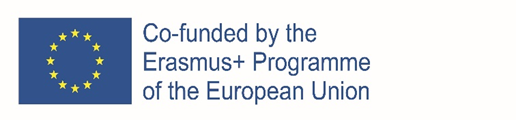 Co-funded by the
Erasmus+ Programme
of the European Union